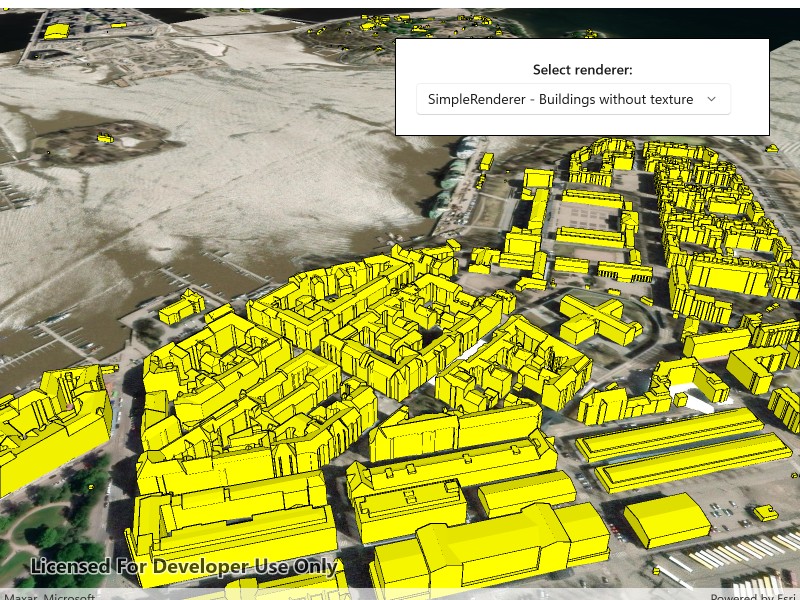 Select renderer:
SimpleRenderer - Buildings without texture
Licensed For Developer Use Only
Maxar, Microsoft
Powered by Esri